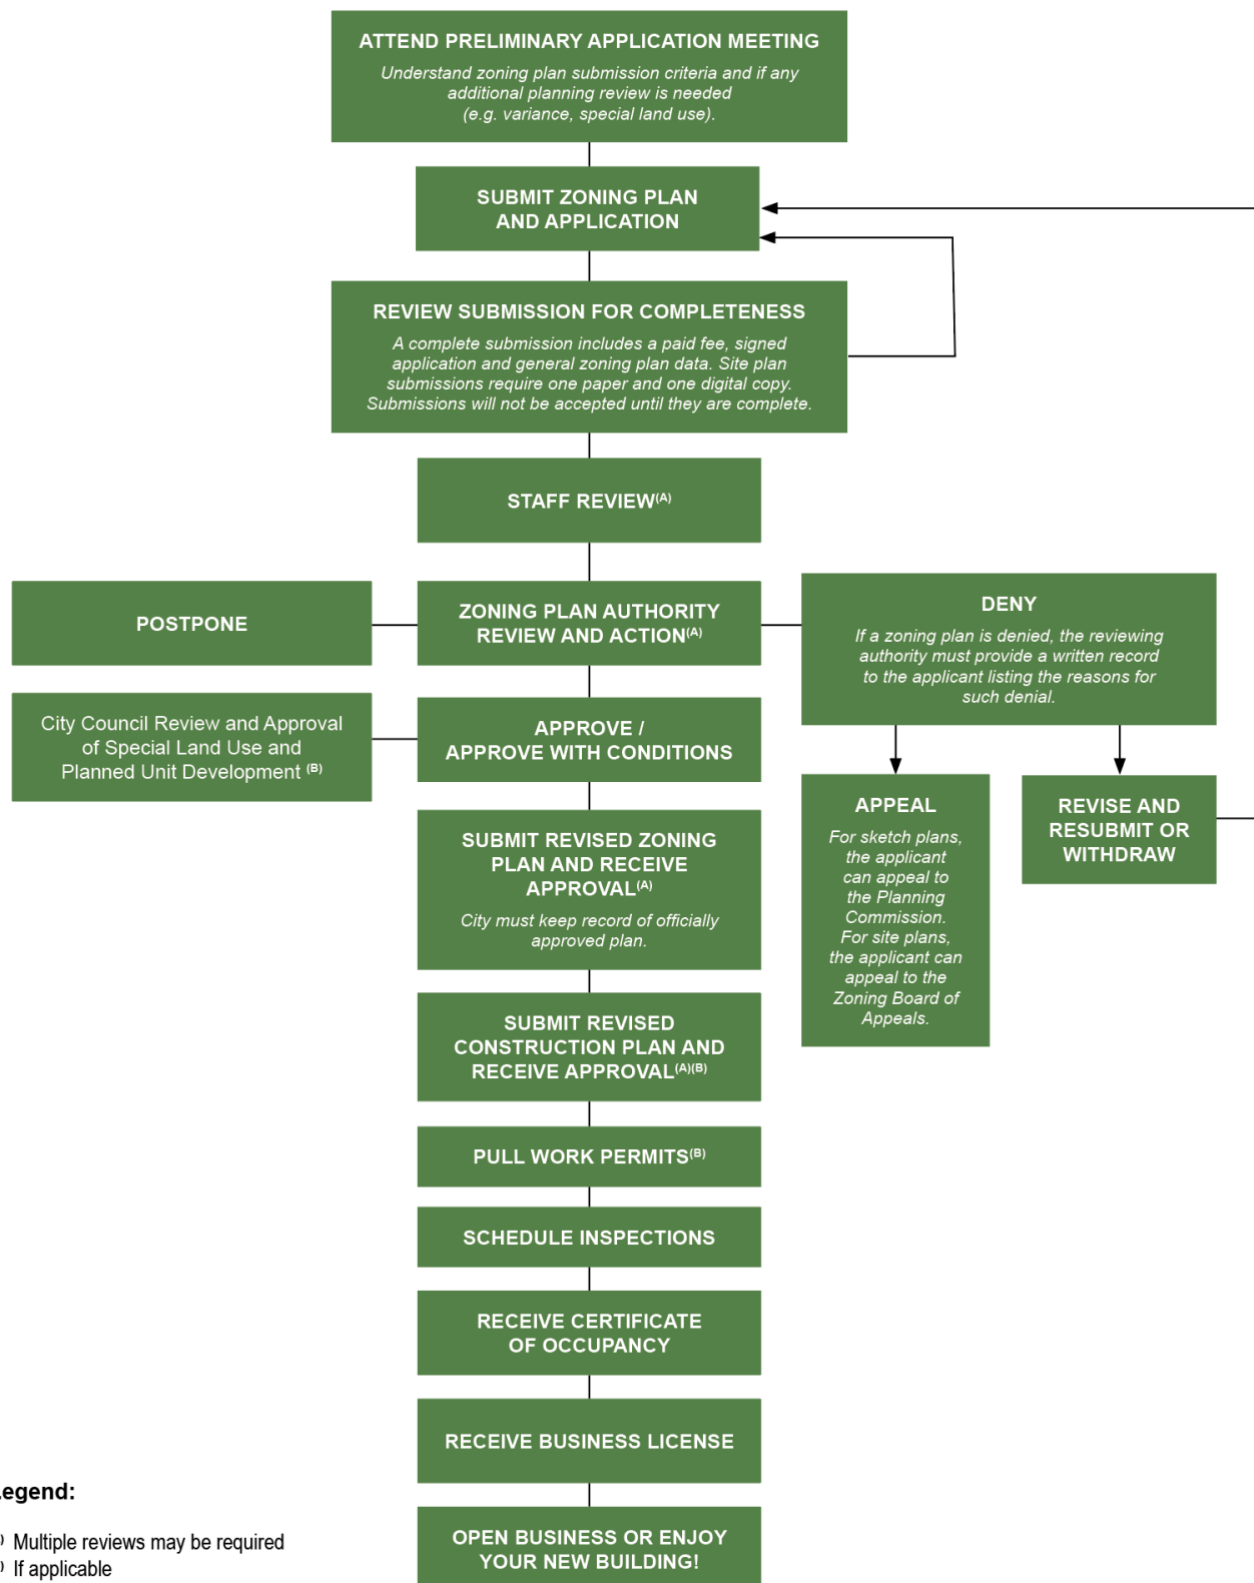 ATTEND PRELIMINARY APPLICATION MEETING
Understand zoning plan submission criteria and if any
additional planning review is needed
(e.g. variance, special land use).
SUBMIT ZONING PLAN
AND APPLICATION
REVIEW SUBMISSION FOR COMPLETENESS
A complete submission includes a paid fee, signed
application and general zoning plan data. Site plan
submissions require one paper and one digital copy.
Submissions will not be accepted until they are complete.
STAFF REVIEW(A)
POSTPONE
ZONING PLAN AUTHORITY
REVIEW AND ACTION(A)
DENY
If a zoning plan is denied, the reviewing
authority must provide a written record
to the applicant listing the reasons for
such denial.
City Council Review and Approval
of Special Land Use and
Planned Unit Development (B)
APPROVE /
APPROVE WITH CONDITIONS
APPEAL
For sketch plans,
the applicant
can appeal to
the Planning
Commission.
For site plans,
the applicant can
appeal to the
Zoning Board of
Appeals.
REVISE AND
RESUBMIT OR
WITHDRAW
SUBMIT REVISED ZONING
PLAN AND RECEIVE
APPROVAL(A)
City must keep record of officially
approved plan.
SUBMIT REVISED
CONSTRUCTION PLAN AND
RECEIVE APPROVAL(A)(B)
PULL WORK PERMITS(B)
SCHEDULE INSPECTIONS
RECEIVE CERTIFICATE
OF OCCUPANCY
RECEIVE BUSINESS LICENSE
OPEN BUSINESS OR ENJOY
YOUR NEW BUILDING!
egend:
) Multiple reviews may be required
) If applicable